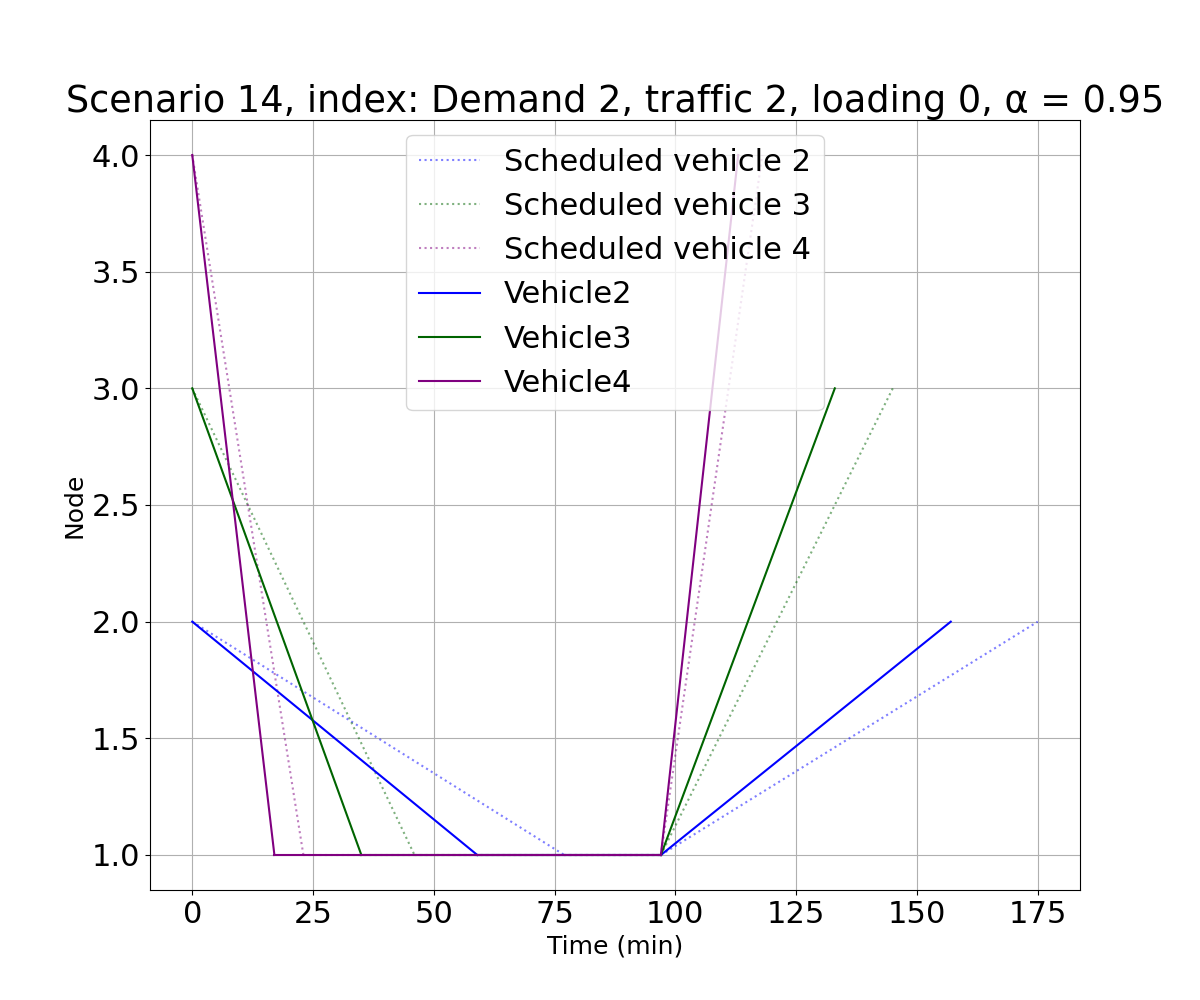 Scenario 14, index: Demand 2, traffic 2, loading 0, α = 0.95
4.0
3.5
3.0
2.5
2.0
1.5
1.0
Node
Scheduled vehicle 2
Scheduled vehicle 3
Scheduled vehicle 4
Vehicle2
Vehicle3
Vehicle4
0 25 50 75 100 125 150 175
Time (min)